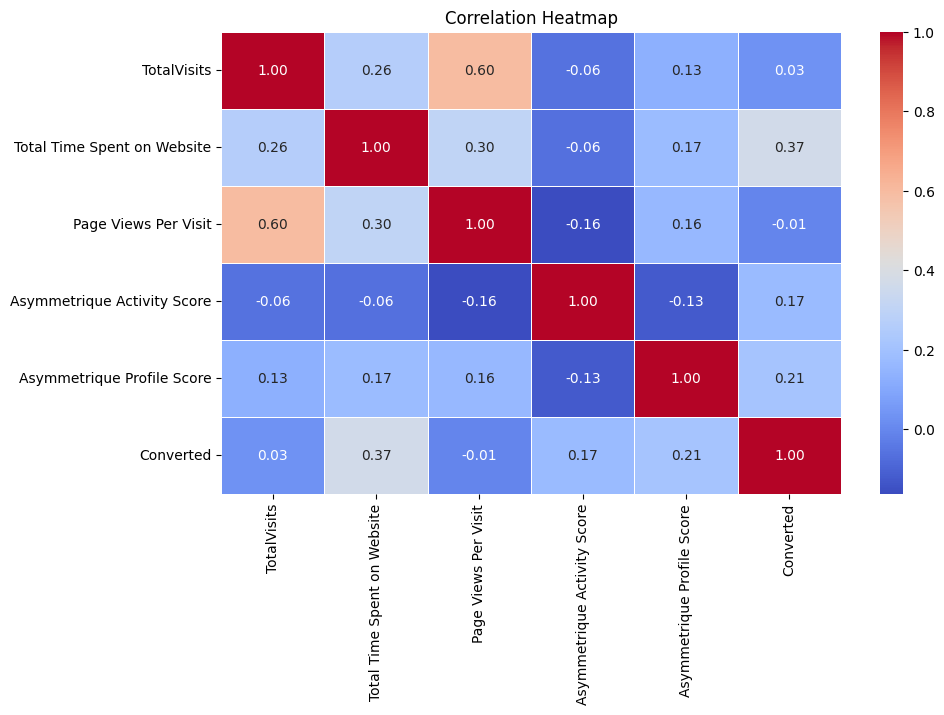 Correlation Heatmap
TotalVisits 1.00 0.26 0.60 -0.06 0.13 0.03
Total Time Spent on Website 0.26 1.00 0.30 -0.06 0.17 0.37
Page Views Per Visit 0.60 0.30 1.00 -0.16 0.16 -0.01
Asymmetrique Activity Score -0.06 -0.06 -0.16 1.00 -0.13 0.17
Asymmetrique Profile Score 0.13 0.17 0.16 -0.13 1.00 0.21
Converted 0.03 0.37 -0.01 0.17 0.21 1.00
TotalVisits
Total Time Spent on Website
Page Views Per Visit
Asymmetrique Activity Score
Asymmetrique Profile Score
Converted
1.0
0.8
0.6
0.4
0.2
0.0